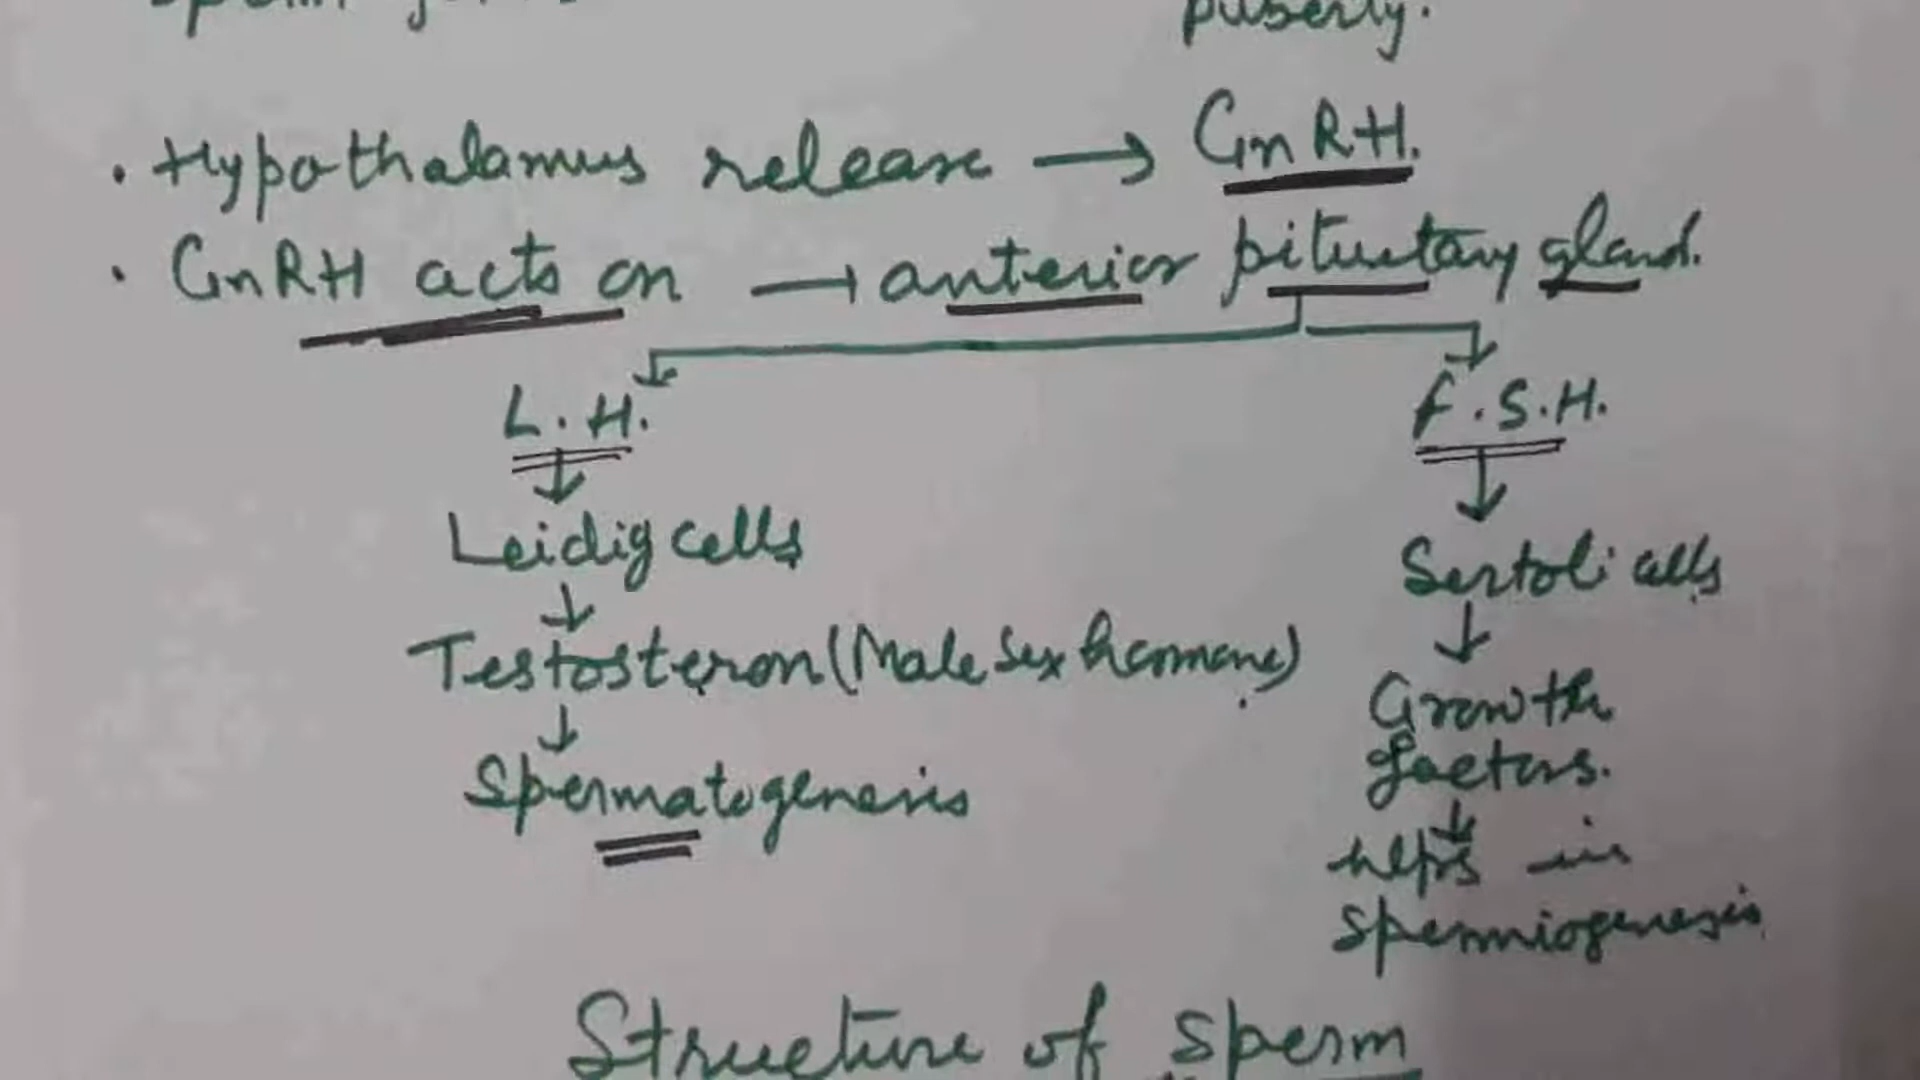 puberty.
. Hypothalamus release → GnRH.
. GnRH acts on → anterior pituitary gland.
L.H. F.S.H.
Leidig cells Sertoli cells
Testosteron (Male Sex hormone) Growth
factors.
Spermatogenesis helps in
Spermiogenesis
Structure of Sperm